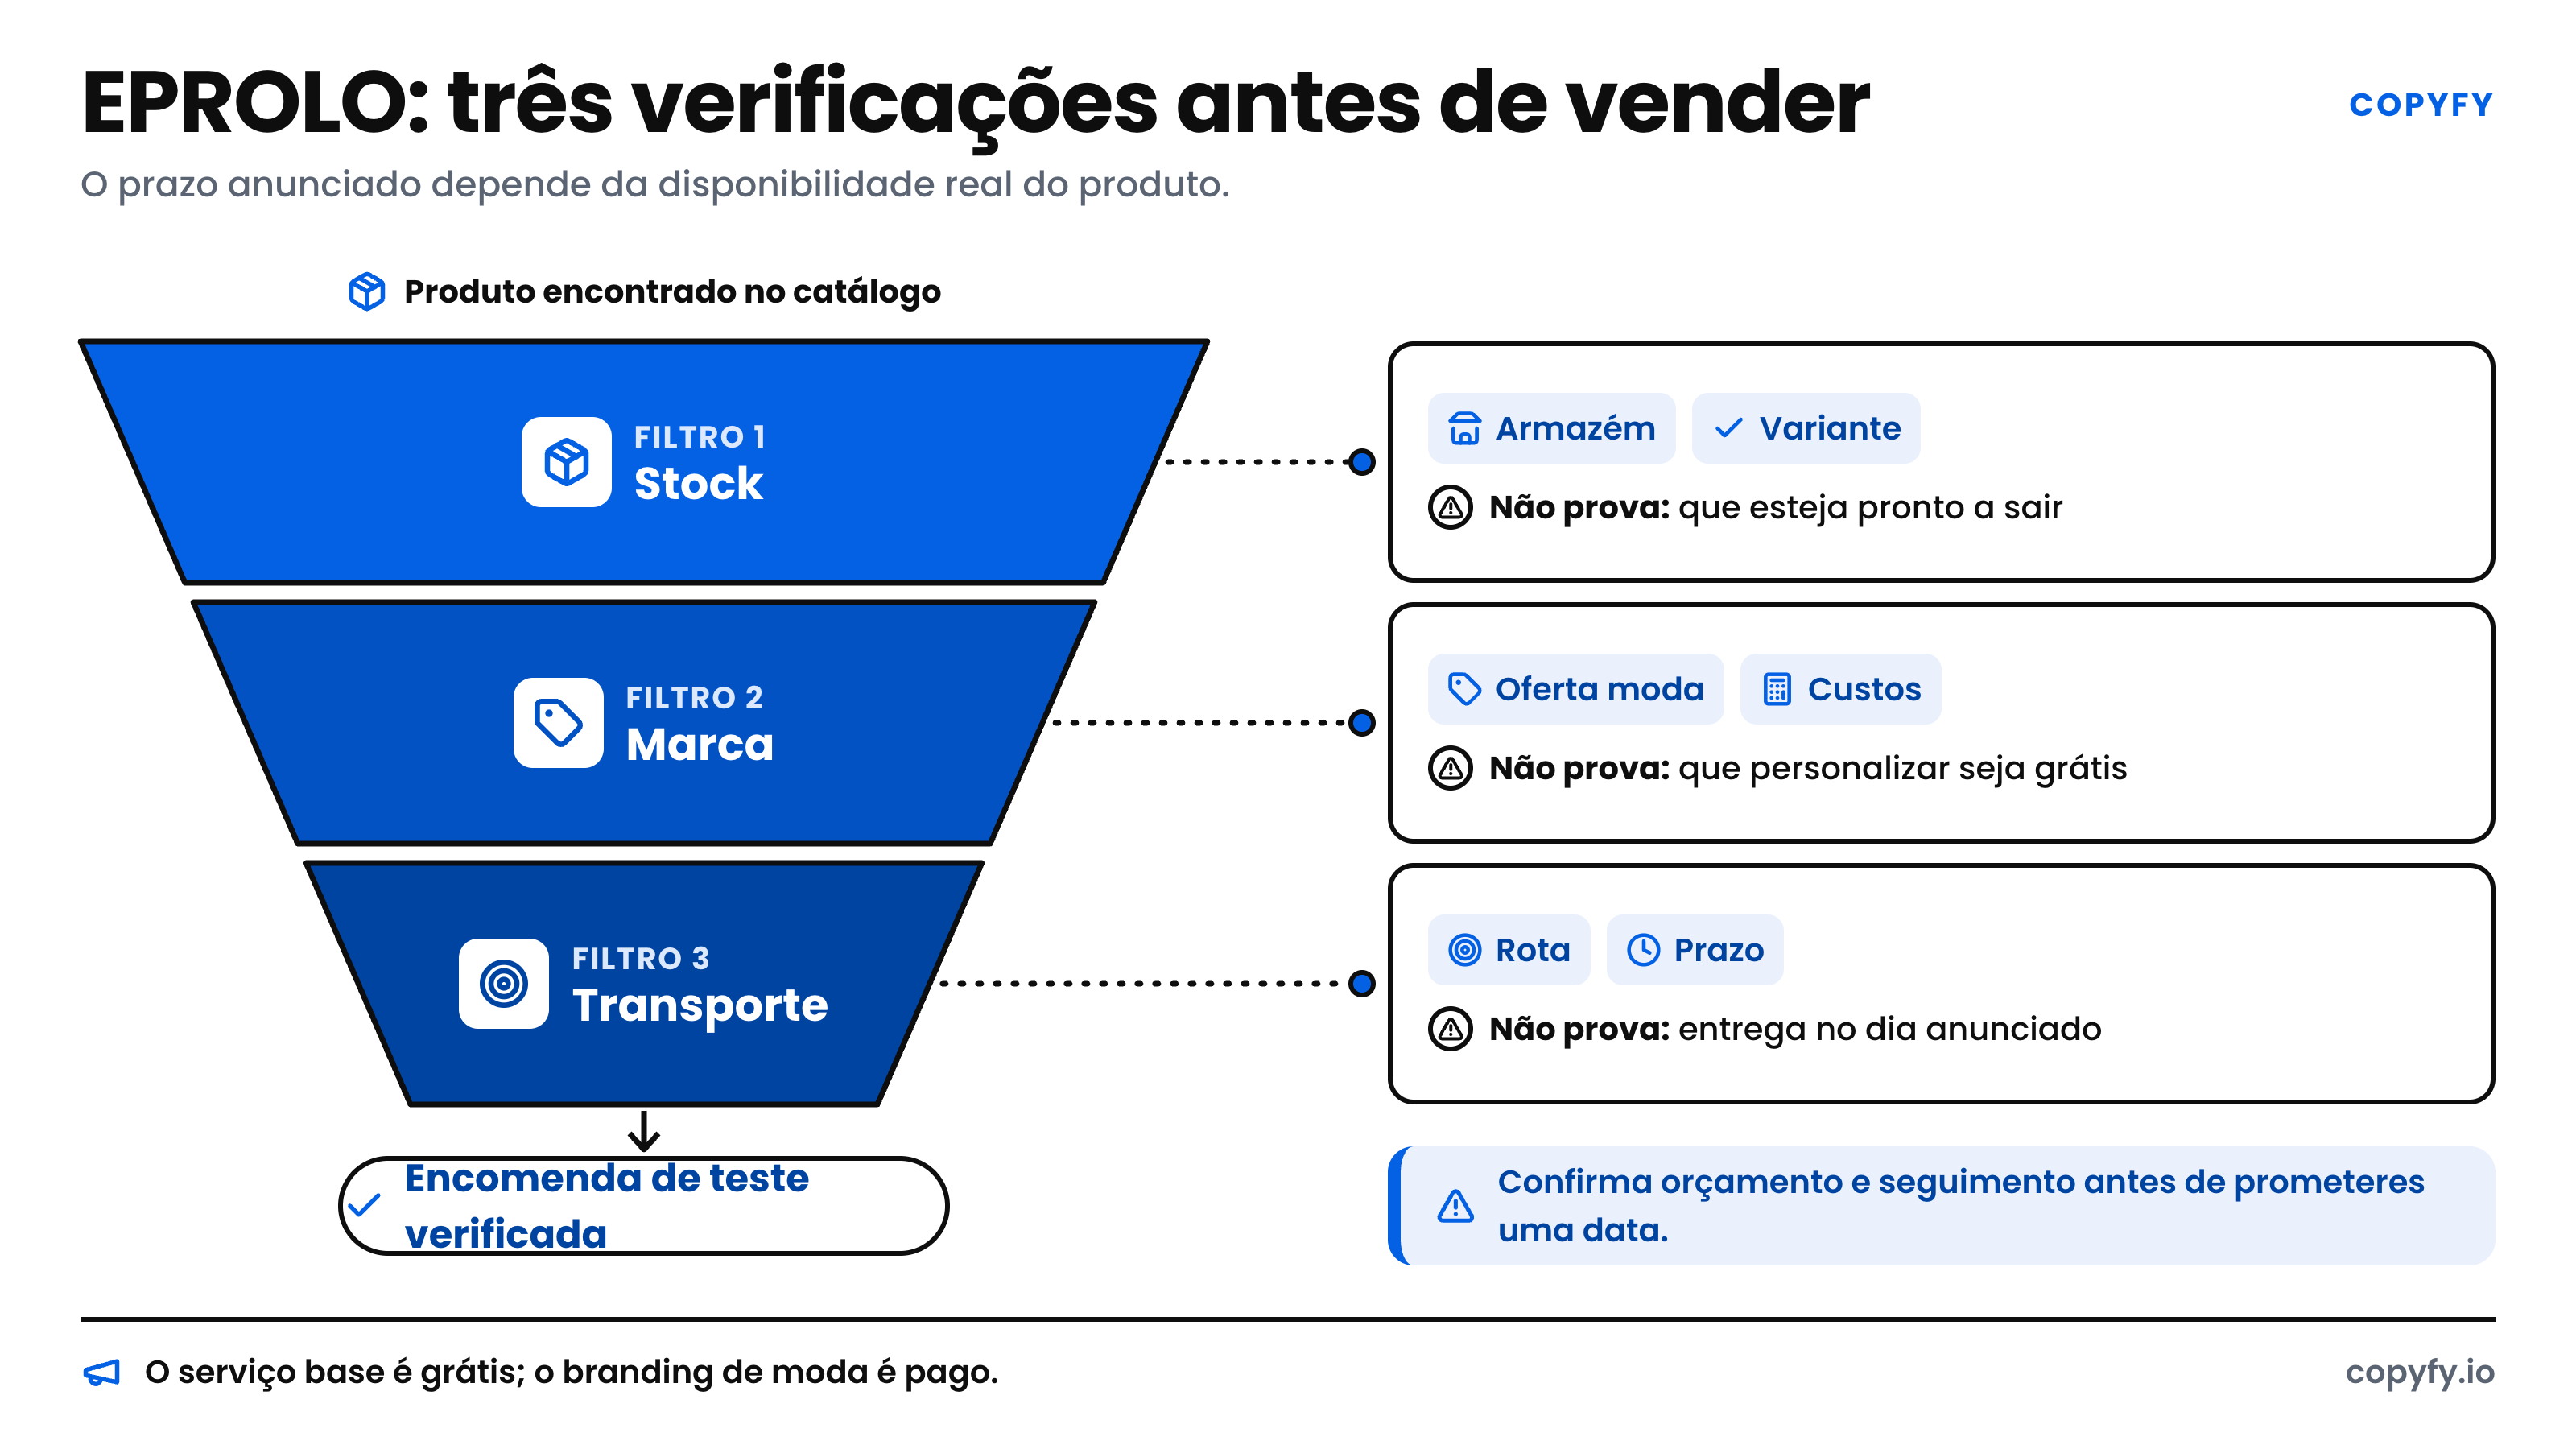 EPROLO: três verificações antes de vender
COPYFY
O prazo anunciado depende da disponibilidade real do produto.
Produto encontrado no catálogo
FILTRO 1
Stock
Armazém
Variante
Não prova: que esteja pronto a sair
FILTRO 2
Marca
Oferta moda
Custos
Não prova: que personalizar seja grátis
FILTRO 3
Transporte
Rota
Prazo
Não prova: entrega no dia anunciado
Encomenda de teste
verificada
Confirma orçamento e seguimento antes de prometeres
uma data.
O serviço base é grátis; o branding de moda é pago.
copyfy.io